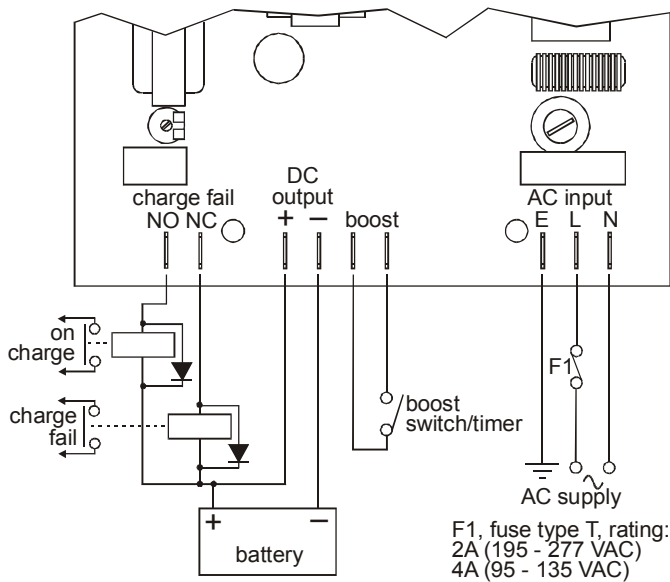 charge fail
NO NC
DC
output
+ −
boost
AC input
E L N
on
charge
charge
fail
F1
boost
switch/timer
AC supply
+ −
battery
F1, fuse type T, rating:
2A (195 - 277 VAC)
4A (95 - 135 VAC)